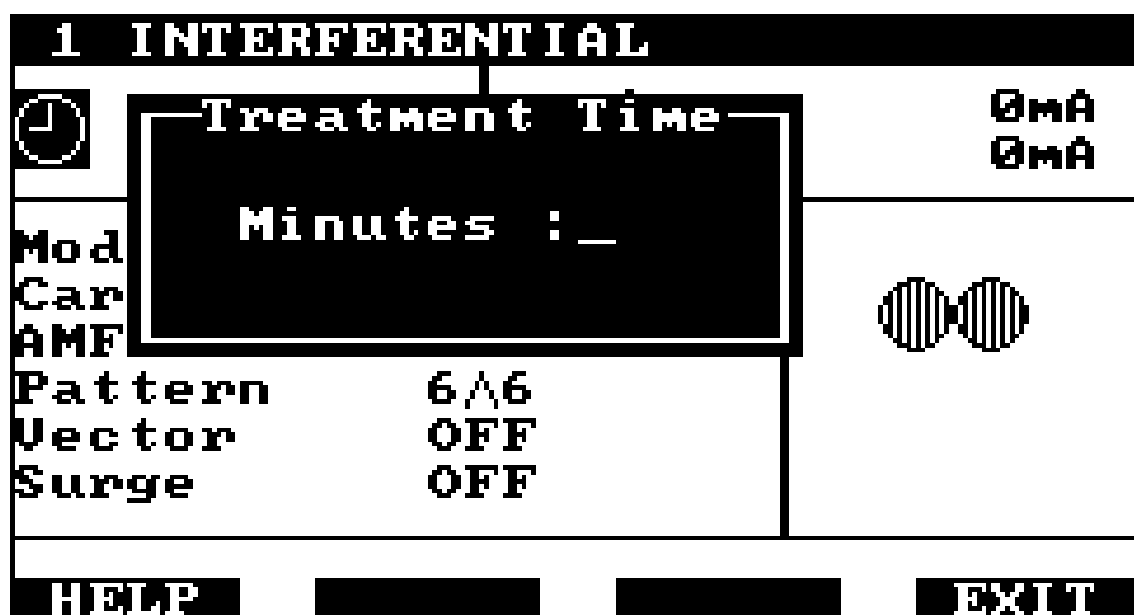 1 INTERFERENTIAL
Treatment Time
0mA
0mA
Minutes :_
Mod
Car
AMF
Pattern 6∧6
Vector OFF
Surge OFF
HELP EXIT